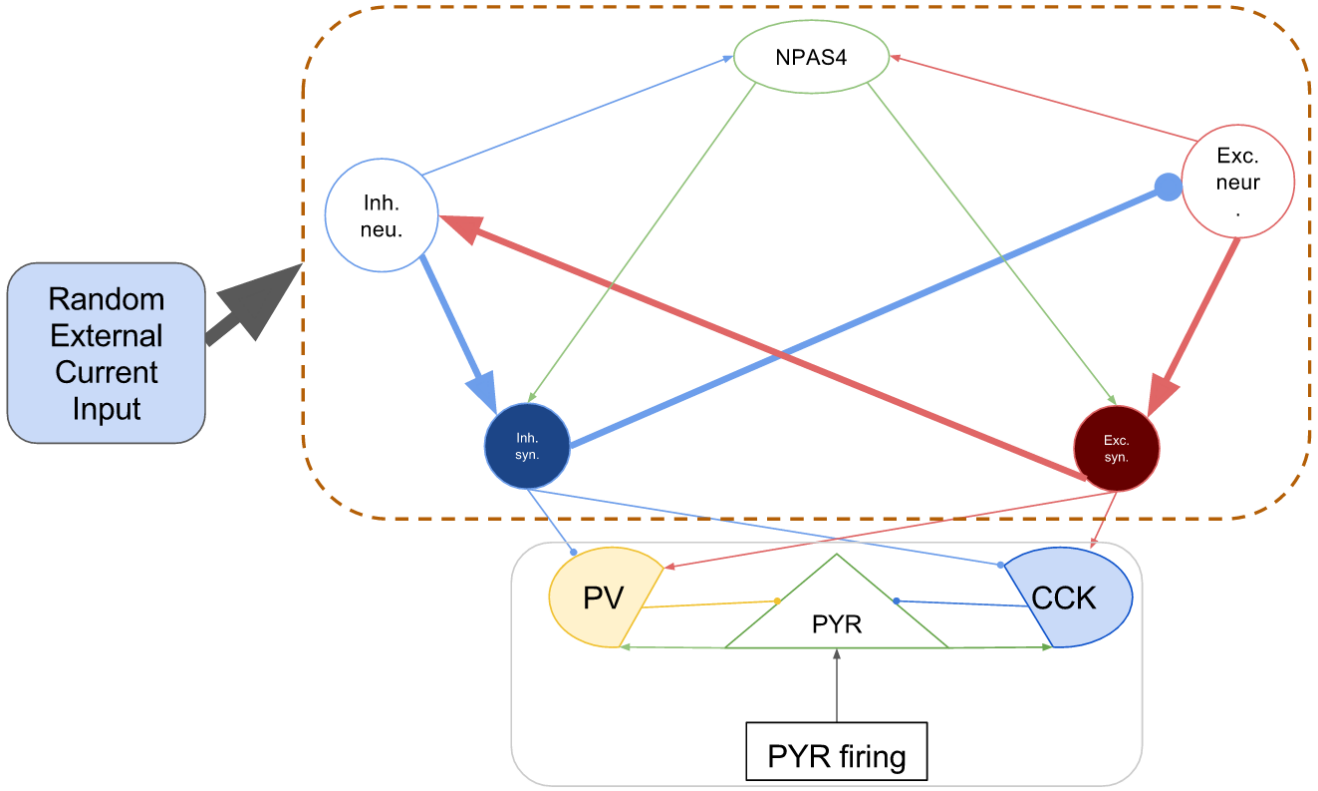 NPAS4
Exc.
neur
.
Inh.
neu.
Random
External
Current
Input
Inh.
syn.
Exc.
syn.
PV
PYR
CCK
PYR firing